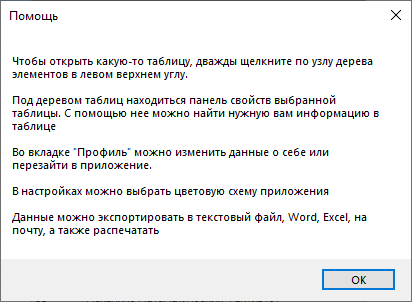 Помощь
Чтобы открыть какую-то таблицу, дважды щелкните по узлу дерева
элементов в левом верхнем углу.
Под деревом таблиц находиться панель свойств выбранной
таблицы. С помощью нее можно найти нужную вам информацию в
таблице
Во вкладке "Профиль" можно изменить данные о себе или
перезайти в приложение.
В настройках можно выбрать цветовую схему приложения
Данные можно экспортировать в текстовый файл, Word, Excel, на
почту, а также распечатать
ОК